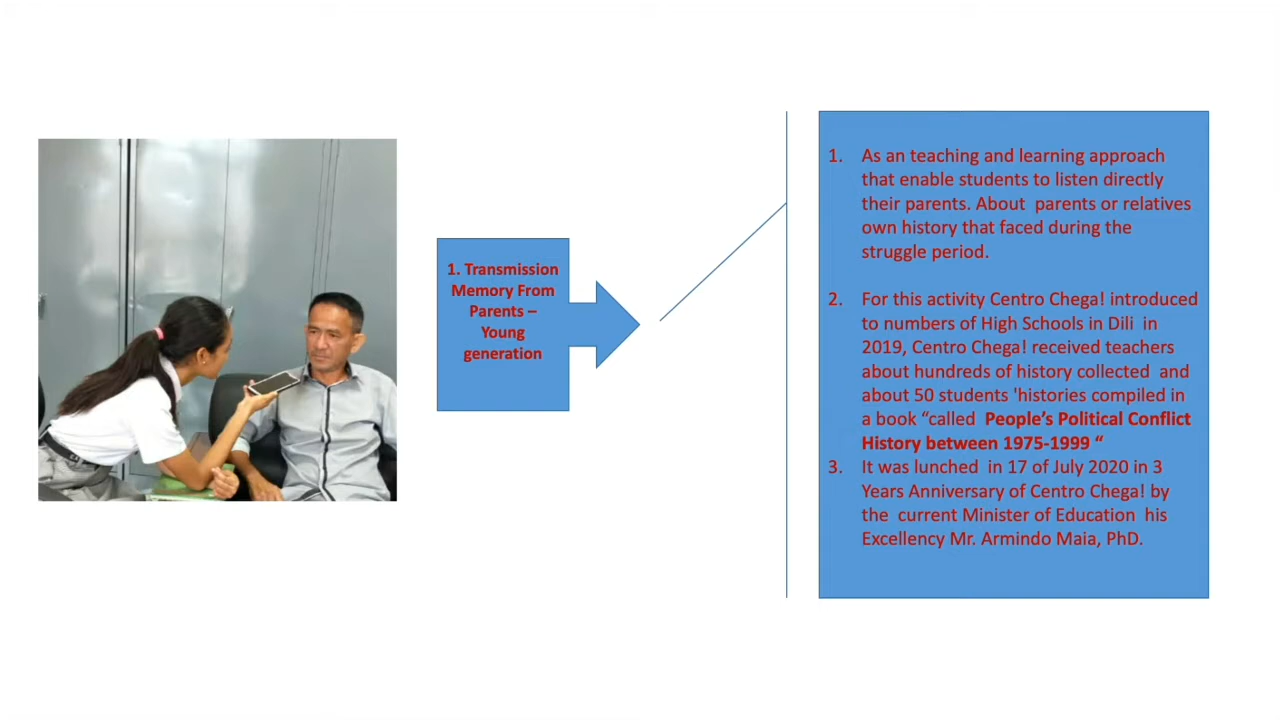 1. Transmission
Memory From
Parents –
Young
generation
1. As an teaching and learning approach
that enable students to listen directly
their parents. About parents or relatives
own history that faced during the
struggle period.
2. For this activity Centro Chega! introduced
to numbers of High Schools in Dili in
2019, Centro Chega! received teachers
about hundreds of history collected and
about 50 students 'histories compiled in
a book “called People’s Political Conflict
History between 1975-1999 “
3. It was lunched in 17 of July 2020 in 3
Years Anniversary of Centro Chega! by
the current Minister of Education his
Excellency Mr. Armindo Maia, PhD.